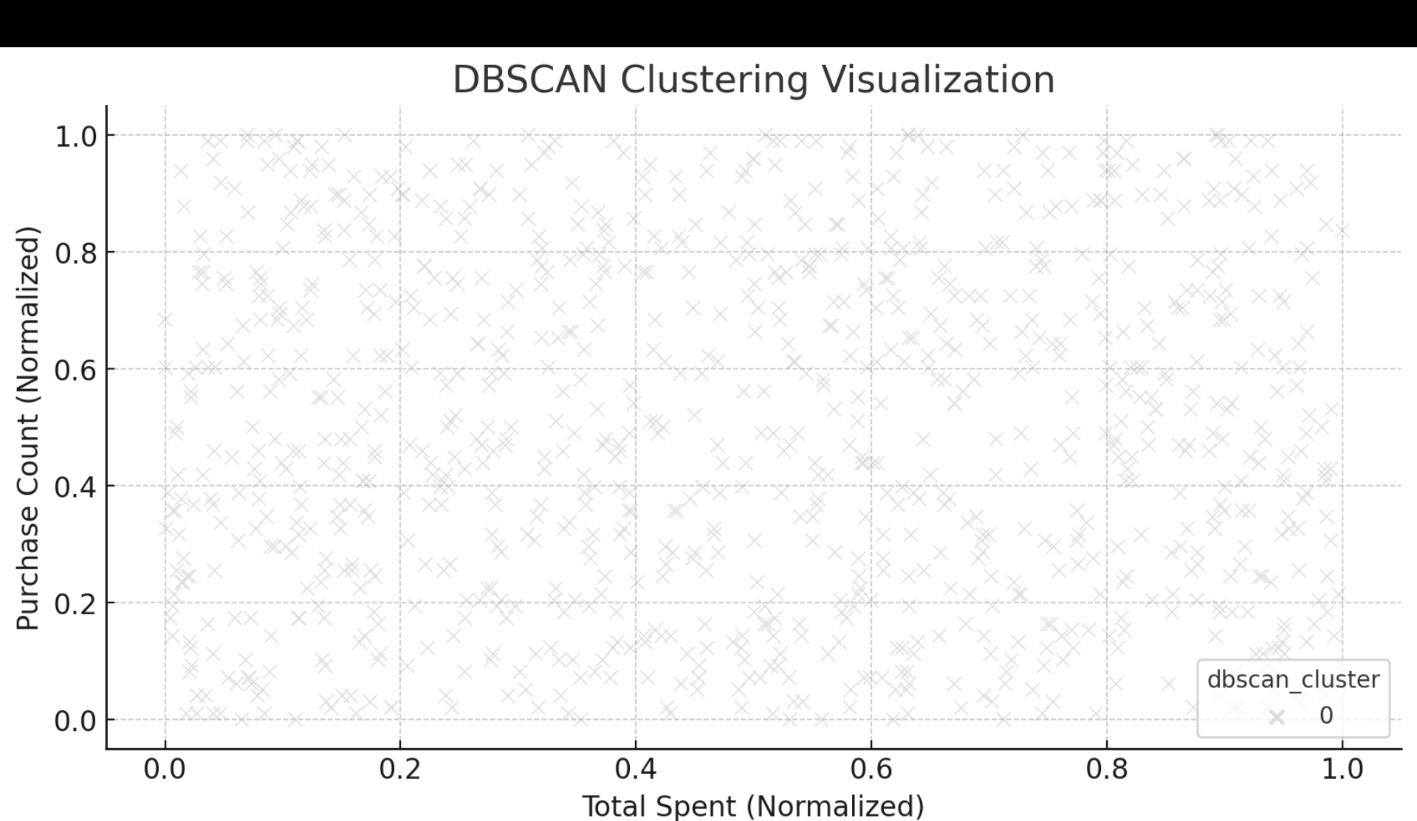 DBSCAN Clustering Visualization
1.0
0.8
0.6
0.4
0.2
0.0
Purchase Count (Normalized)
dbscan_cluster
0
0.0 0.2 0.4 0.6 0.8 1.0
Total Spent (Normalized)